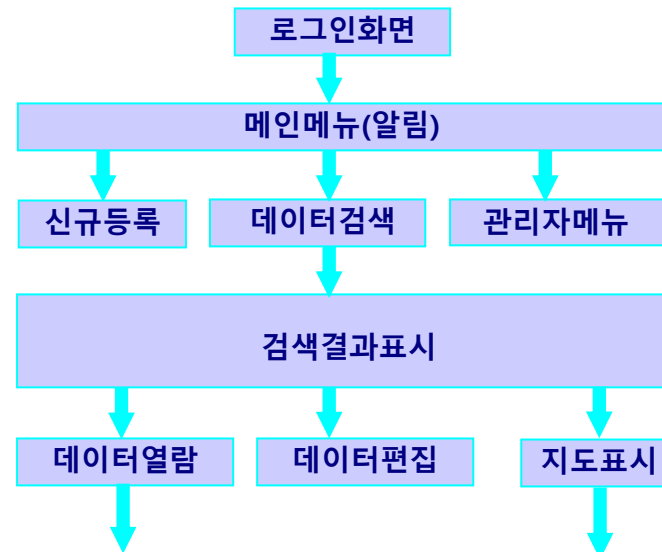 로그인화면
메인메뉴(알림)
신규등록
데이터검색
관리자메뉴
검색결과표시
데이터열람
데이터편집
지도표시